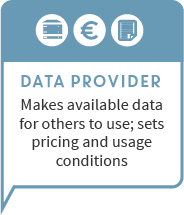 €
DATA PROVIDER
Makes available data
for others to use; sets
pricing and usage
conditions